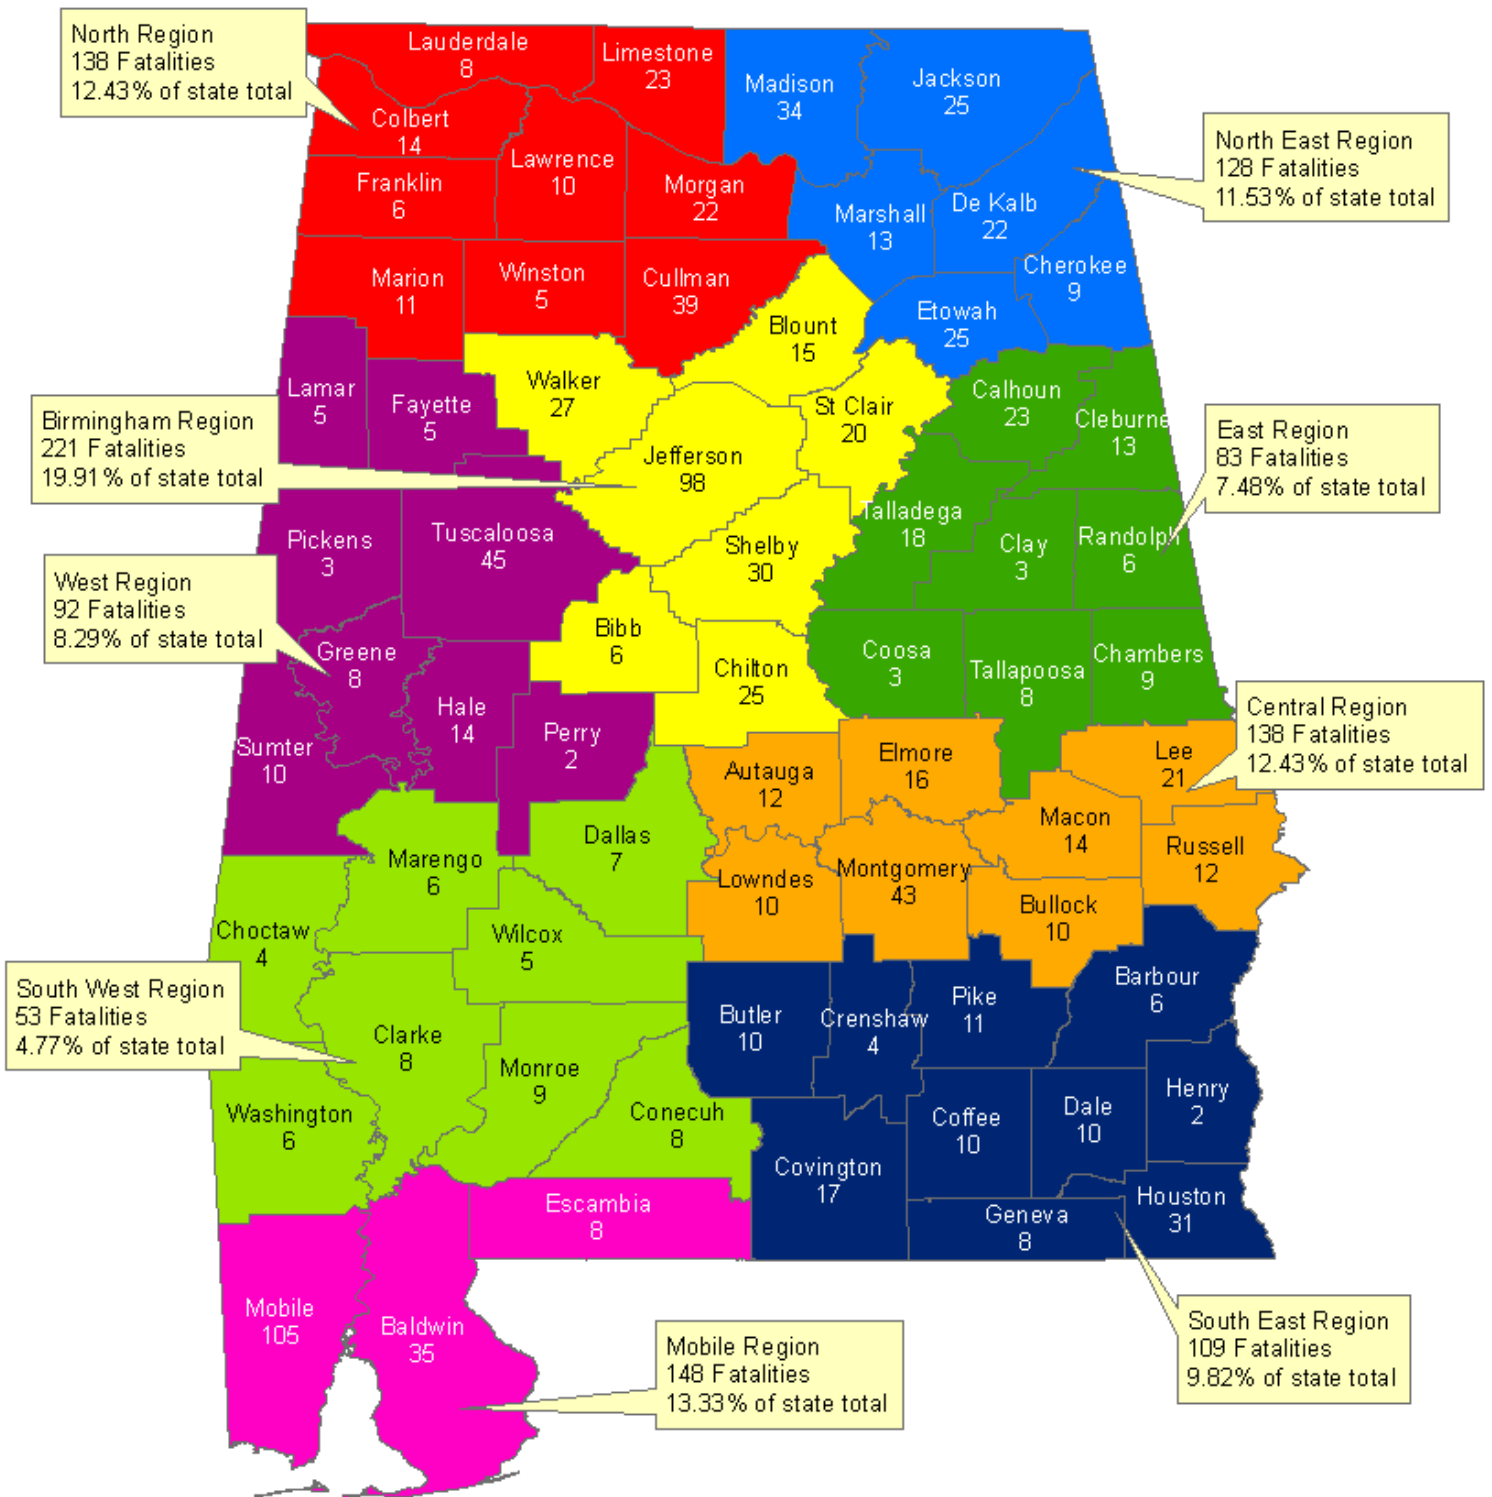 North Region
138 Fatalities
12.43% of state total
Lauderdale
8
Limestone
23
Madison
34
Jackson
25
Colbert
14
Lawrence
10
Franklin
6
Morgan
22
North East Region
128 Fatalities
11.53% of state total
Marshall
13
De Kalb
22
Cherokee
9
Marion
11
Winston
5
Cullman
39
Etowah
25
Blount
15
Lamar
5
Fayette
5
Walker
27
St Clair
20
Calhoun
23
Cleburne
13
Birmingham Region
221 Fatalities
19.91% of state total
Jefferson
98
East Region
83 Fatalities
7.48% of state total
Pickens
3
Tuscaloosa
45
Shelby
30
Talladega
18
Clay
3
Randolph
6
West Region
92 Fatalities
8.29% of state total
Greene
8
Bibb
6
Chilton
25
Coosa
3
Tallapoosa
8
Chambers
9
Sumter
10
Hale
14
Perry
2
Central Region
138 Fatalities
12.43% of state total
Autauga
12
Elmore
16
Lee
21
Macon
14
Russell
12
Marengo
6
Dallas
7
Lowndes
10
Montgomery
43
Bullock
10
Choctaw
4
Wilcox
5
South West Region
53 Fatalities
4.77% of state total
Clarke
8
Monroe
9
Butler
10
Crenshaw
4
Pike
11
Barbour
6
Washington
6
Conecuh
8
Covington
17
Coffee
10
Dale
10
Henry
2
Escambia
8
Geneva
8
Houston
31
Mobile
105
Baldwin
35
Mobile Region
148 Fatalities
13.33% of state total
South East Region
109 Fatalities
9.82% of state total